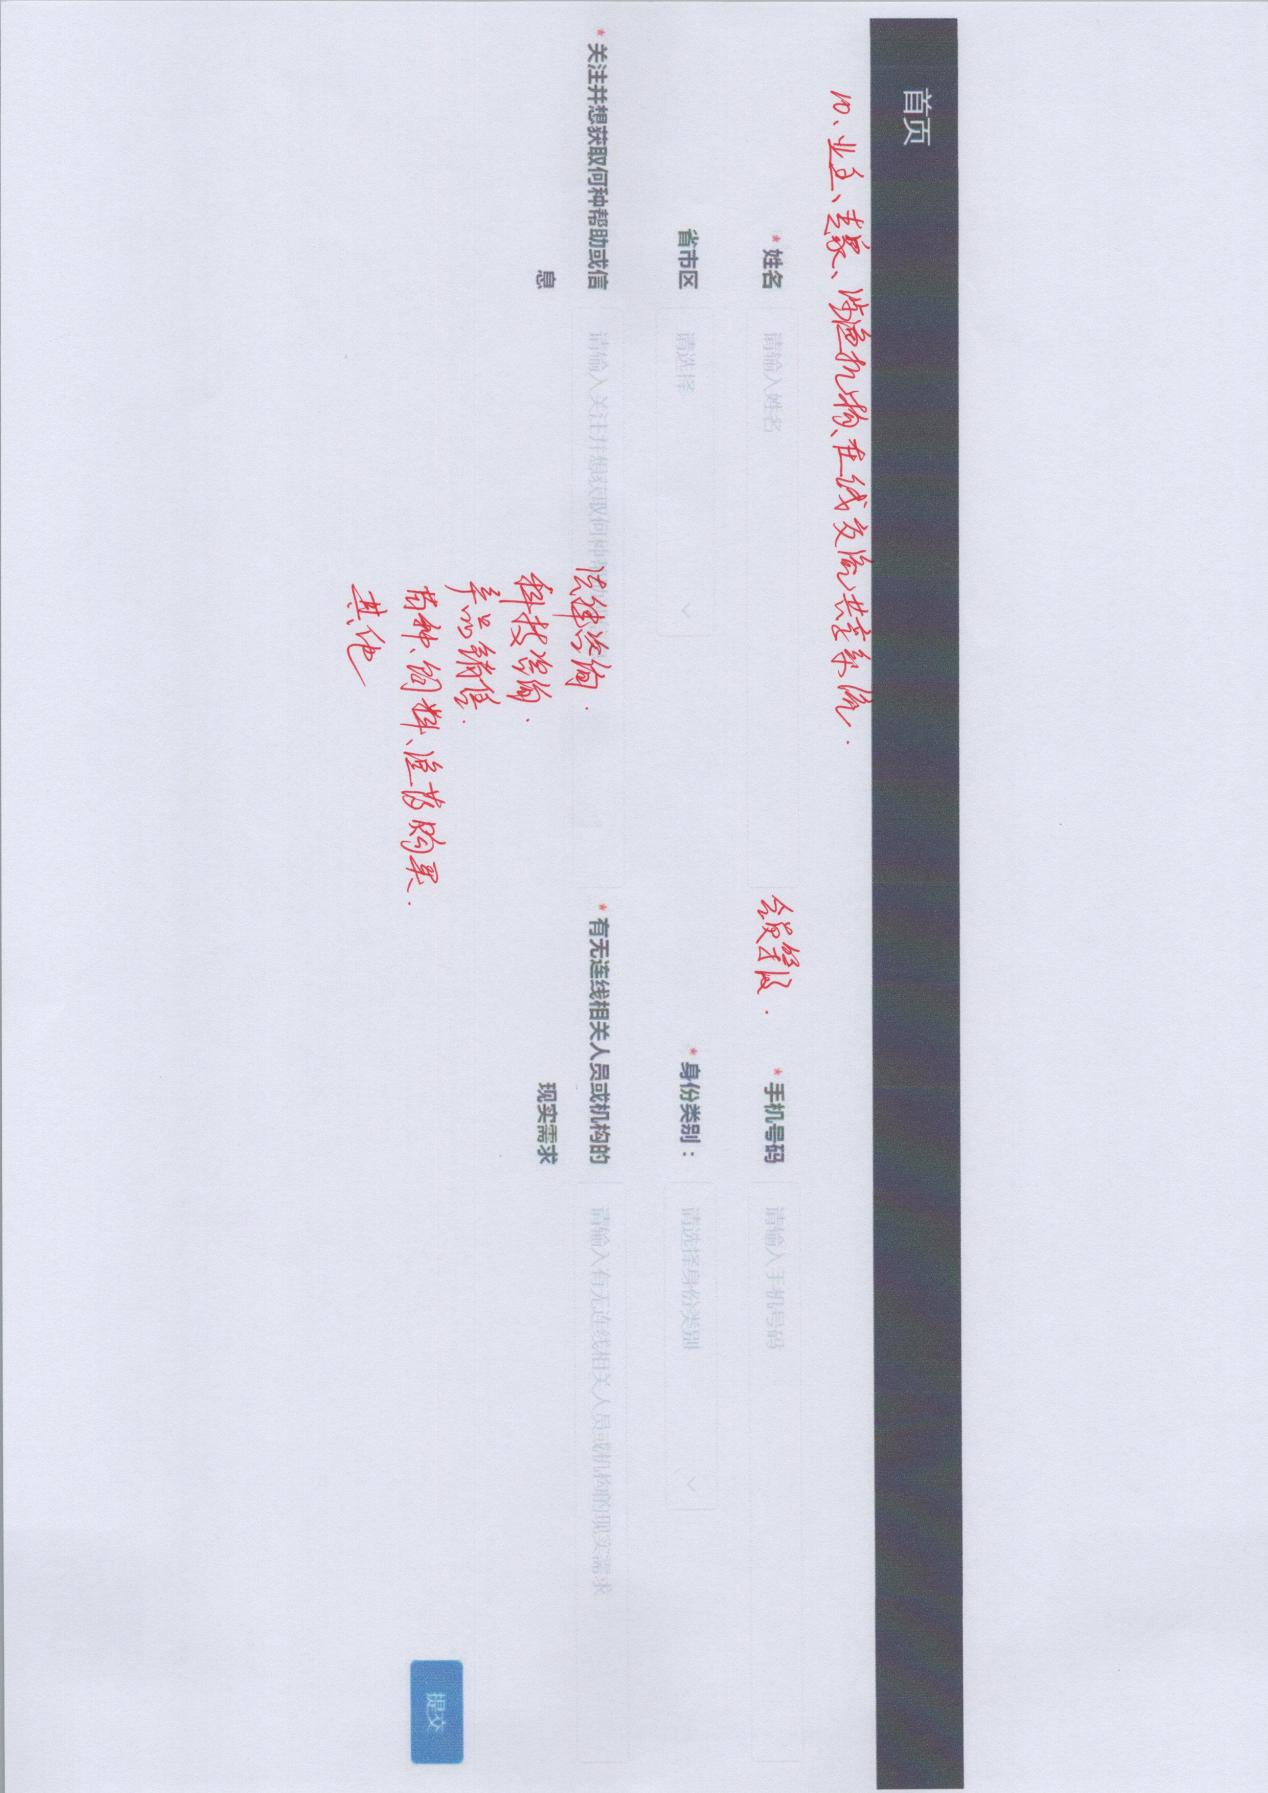 首页
10、业主、专家、沟通机构、在线交流共享系统.
* 姓名 请输入姓名
会员等级.
* 手机号码 请输入手机号码
省市区 请选择
* 身份类别： 请选择身份类别
* 关注并想获取何种帮助或信息
请输入关注并想获取何种
法律咨询.
科技咨询.
产品销售.
苗种、饲料、渔药购买.
其他
* 有无连线相关人员或机构的现实需求
请输入有无连线相关人员或机构的现实需求
提交